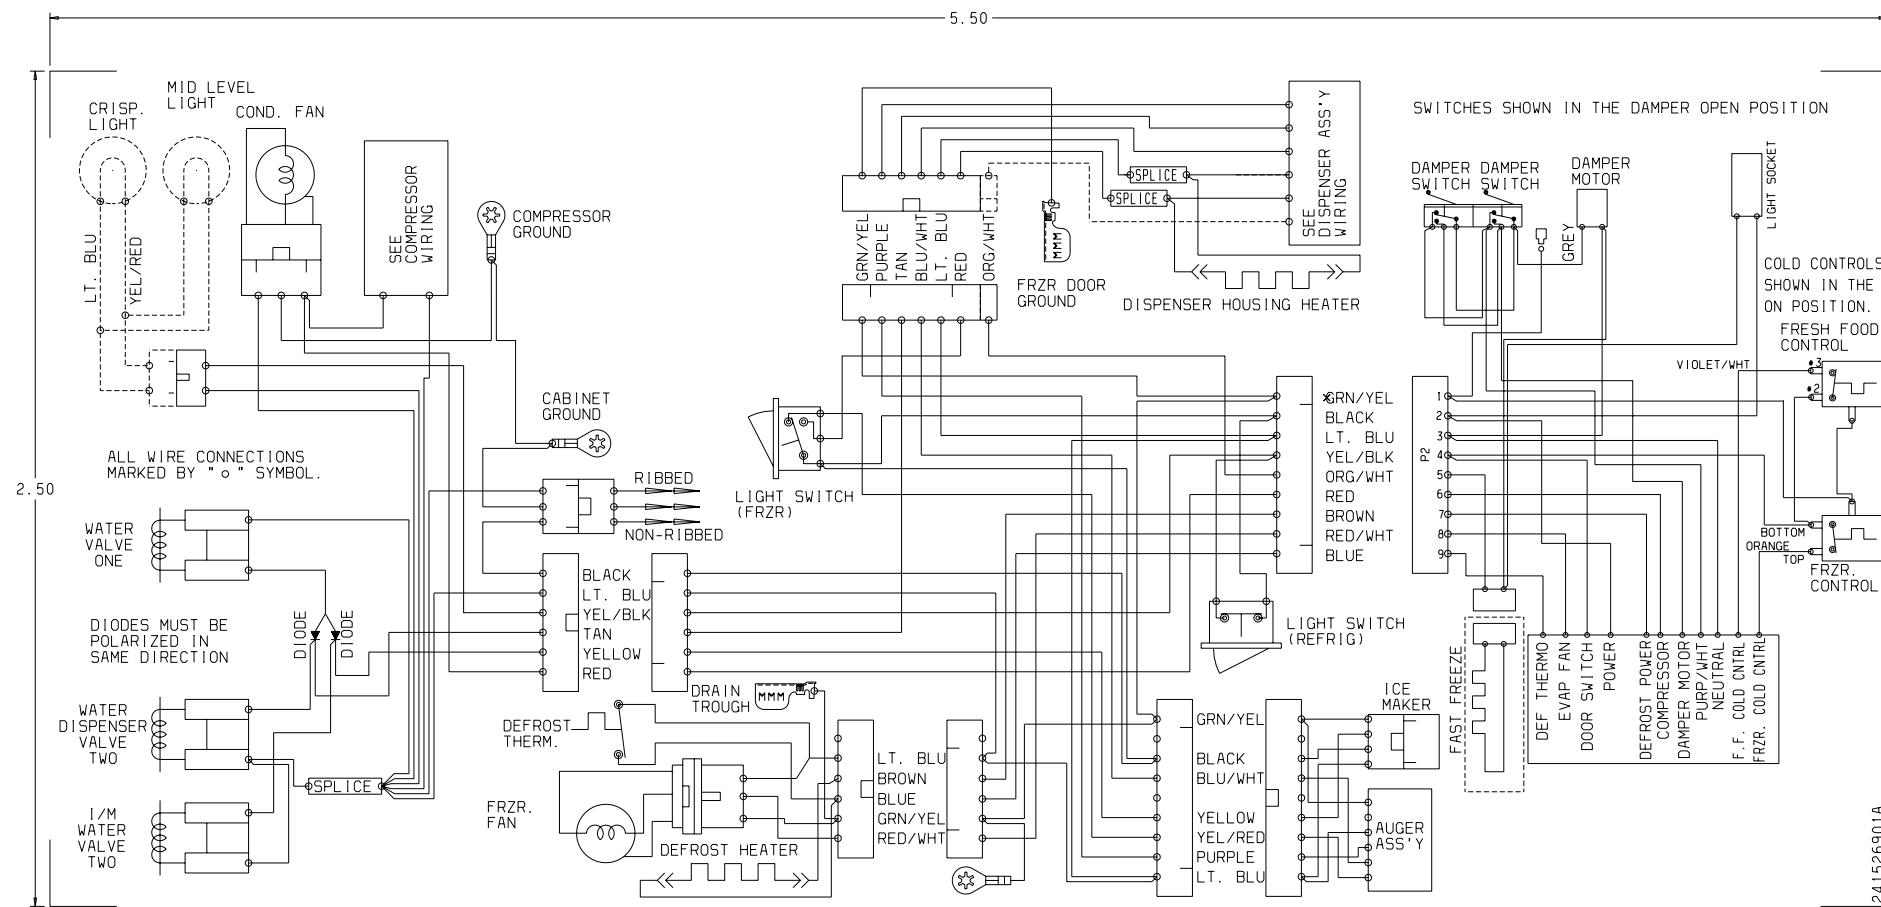 5.50
2.50
CRISP.
LIGHT
MID LEVEL
LIGHT
COND. FAN
LT. BLU
YEL/RED
SEE
COMPRESSOR
WIRING
COMPRESSOR
GROUND
CABINET
GROUND
ALL WIRE CONNECTIONS
MARKED BY " o " SYMBOL.
WATER
VALVE
ONE
DIODES MUST BE
POLARIZED IN
SAME DIRECTION
DIODE
DIODE
WATER
DISPENSER
VALVE
TWO
I/M
WATER
VALVE
TWO
SPLICE
RIBBED
NON-RIBBED
BLACK
LT. BLU
YEL/BLK
TAN
YELLOW
RED
DEFROST
THERM.
DRAIN
TROUGH
FRZR.
FAN
DEFROST HEATER
LT. BLU
BROWN
BLUE
GRN/YEL
RED/WHT
LIGHT SWITCH
(FRZR)
GRN/YEL
PURPLE
TAN
BLU/WHT
LT. BLU
RED
ORG/WHT
FRZR DOOR
GROUND
SPLICE
SPLICE
SEE
DISPENSER ASS'Y
WIRING
DISPENSER HOUSING HEATER
GRN/YEL
BLACK
LT. BLU
YEL/BLK
ORG/WHT
RED
BROWN
RED/WHT
BLUE
LIGHT SWITCH
(REFRIG)
GRN/YEL
BLACK
BLU/WHT
YELLOW
YEL/RED
PURPLE
LT. BLU
ICE
MAKER
AUGER
ASS'Y
SWITCHES SHOWN IN THE DAMPER OPEN POSITION
DAMPER
SWITCH
DAMPER
SWITCH
DAMPER
MOTOR
GREY
LIGHT SOCKET
COLD CONTROLS
SHOWN IN THE
ON POSITION.
FRESH FOOD
CONTROL
VIOLET/WHT
#3
#2
P2
1
2
3
4
5
6
7
8
9
BOTTOM
ORANGE
TOP
FRZR.
CONTROL
FAST FREEZE
DEF THERMO
EVAP FAN
DOOR SWITCH
POWER
DEFROST POWER
COMPRESSOR
DAMPER MOTOR
PURP/WHT
NEUTRAL
F.F. COLD CNTRL
FRZR. COLD CNTRL
241526901A